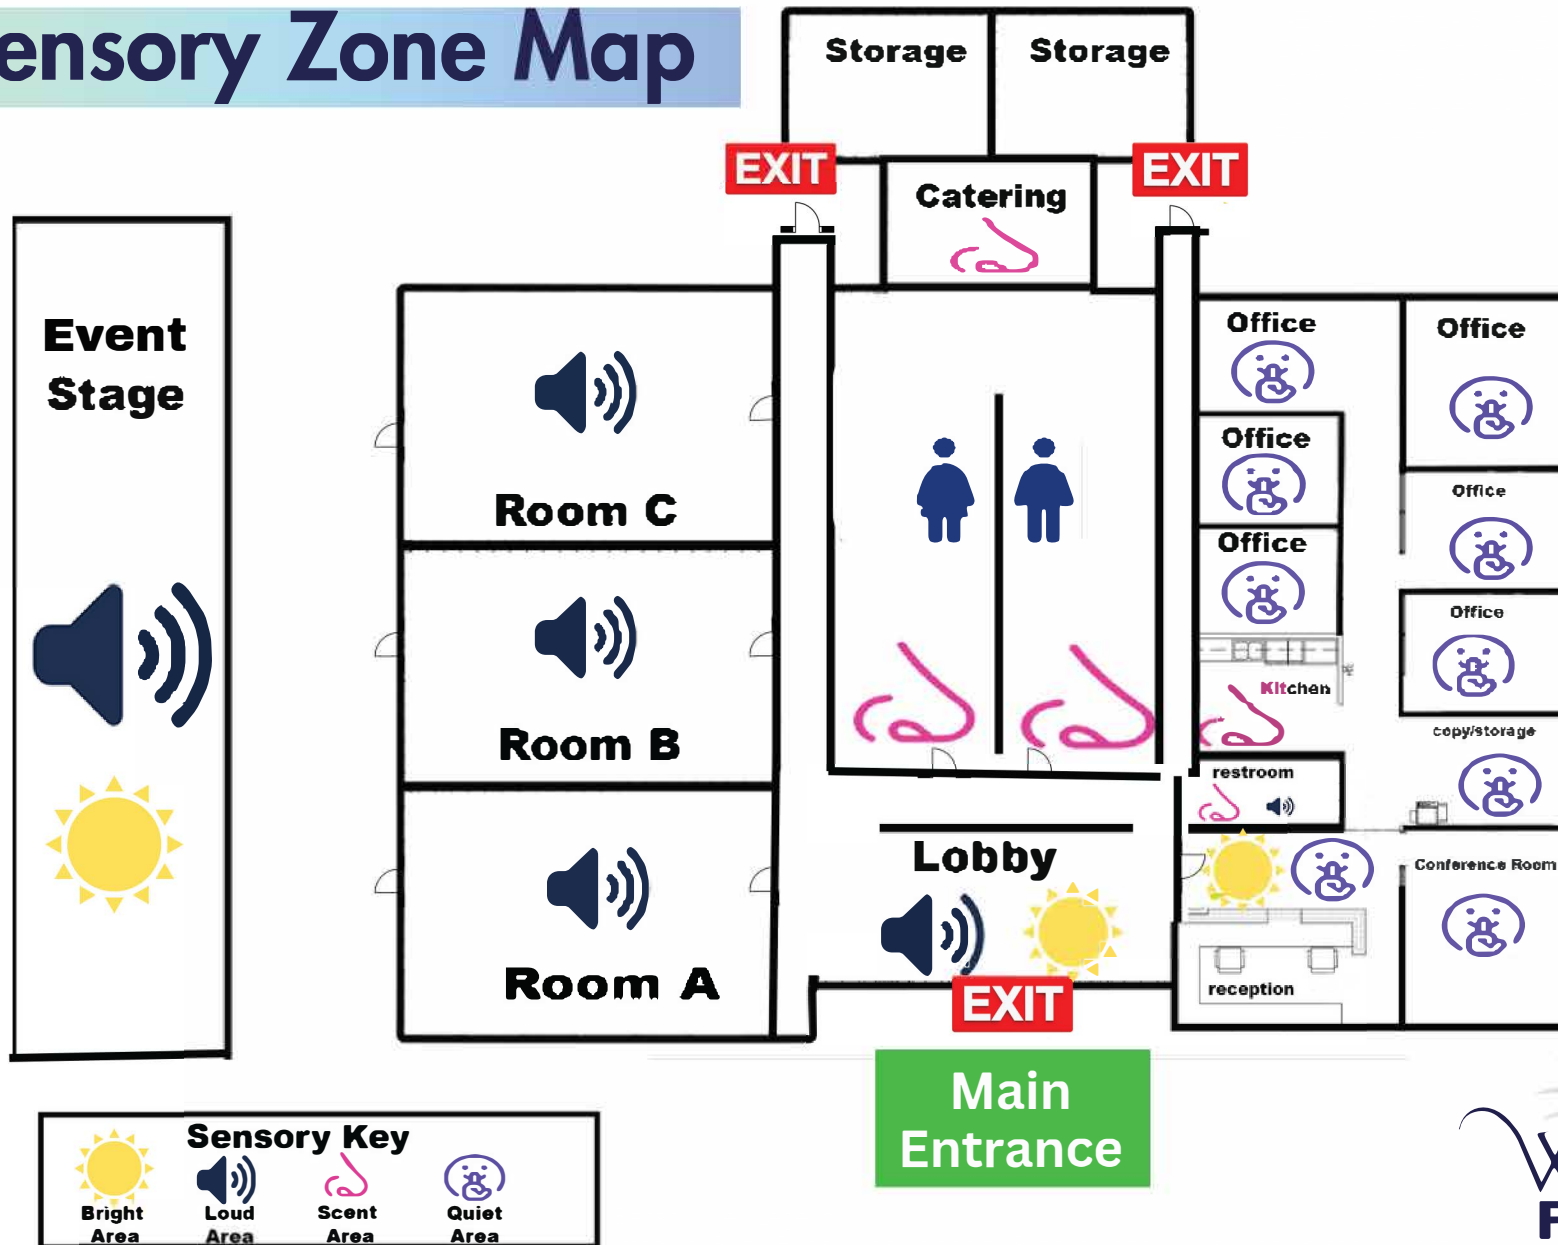 ensory Zone Map
Storage
Storage
EXIT
EXIT
Catering
Event
Stage
Office
Office
Office
Room C
Office
Office
Office
Kitchen
Room B
copy/storage
restroom
Lobby
Conference Room
Room A
reception
EXIT
Main
Entrance
Sensory Key
Bright
Area
Loud
Area
Scent
Area
Quiet
Area